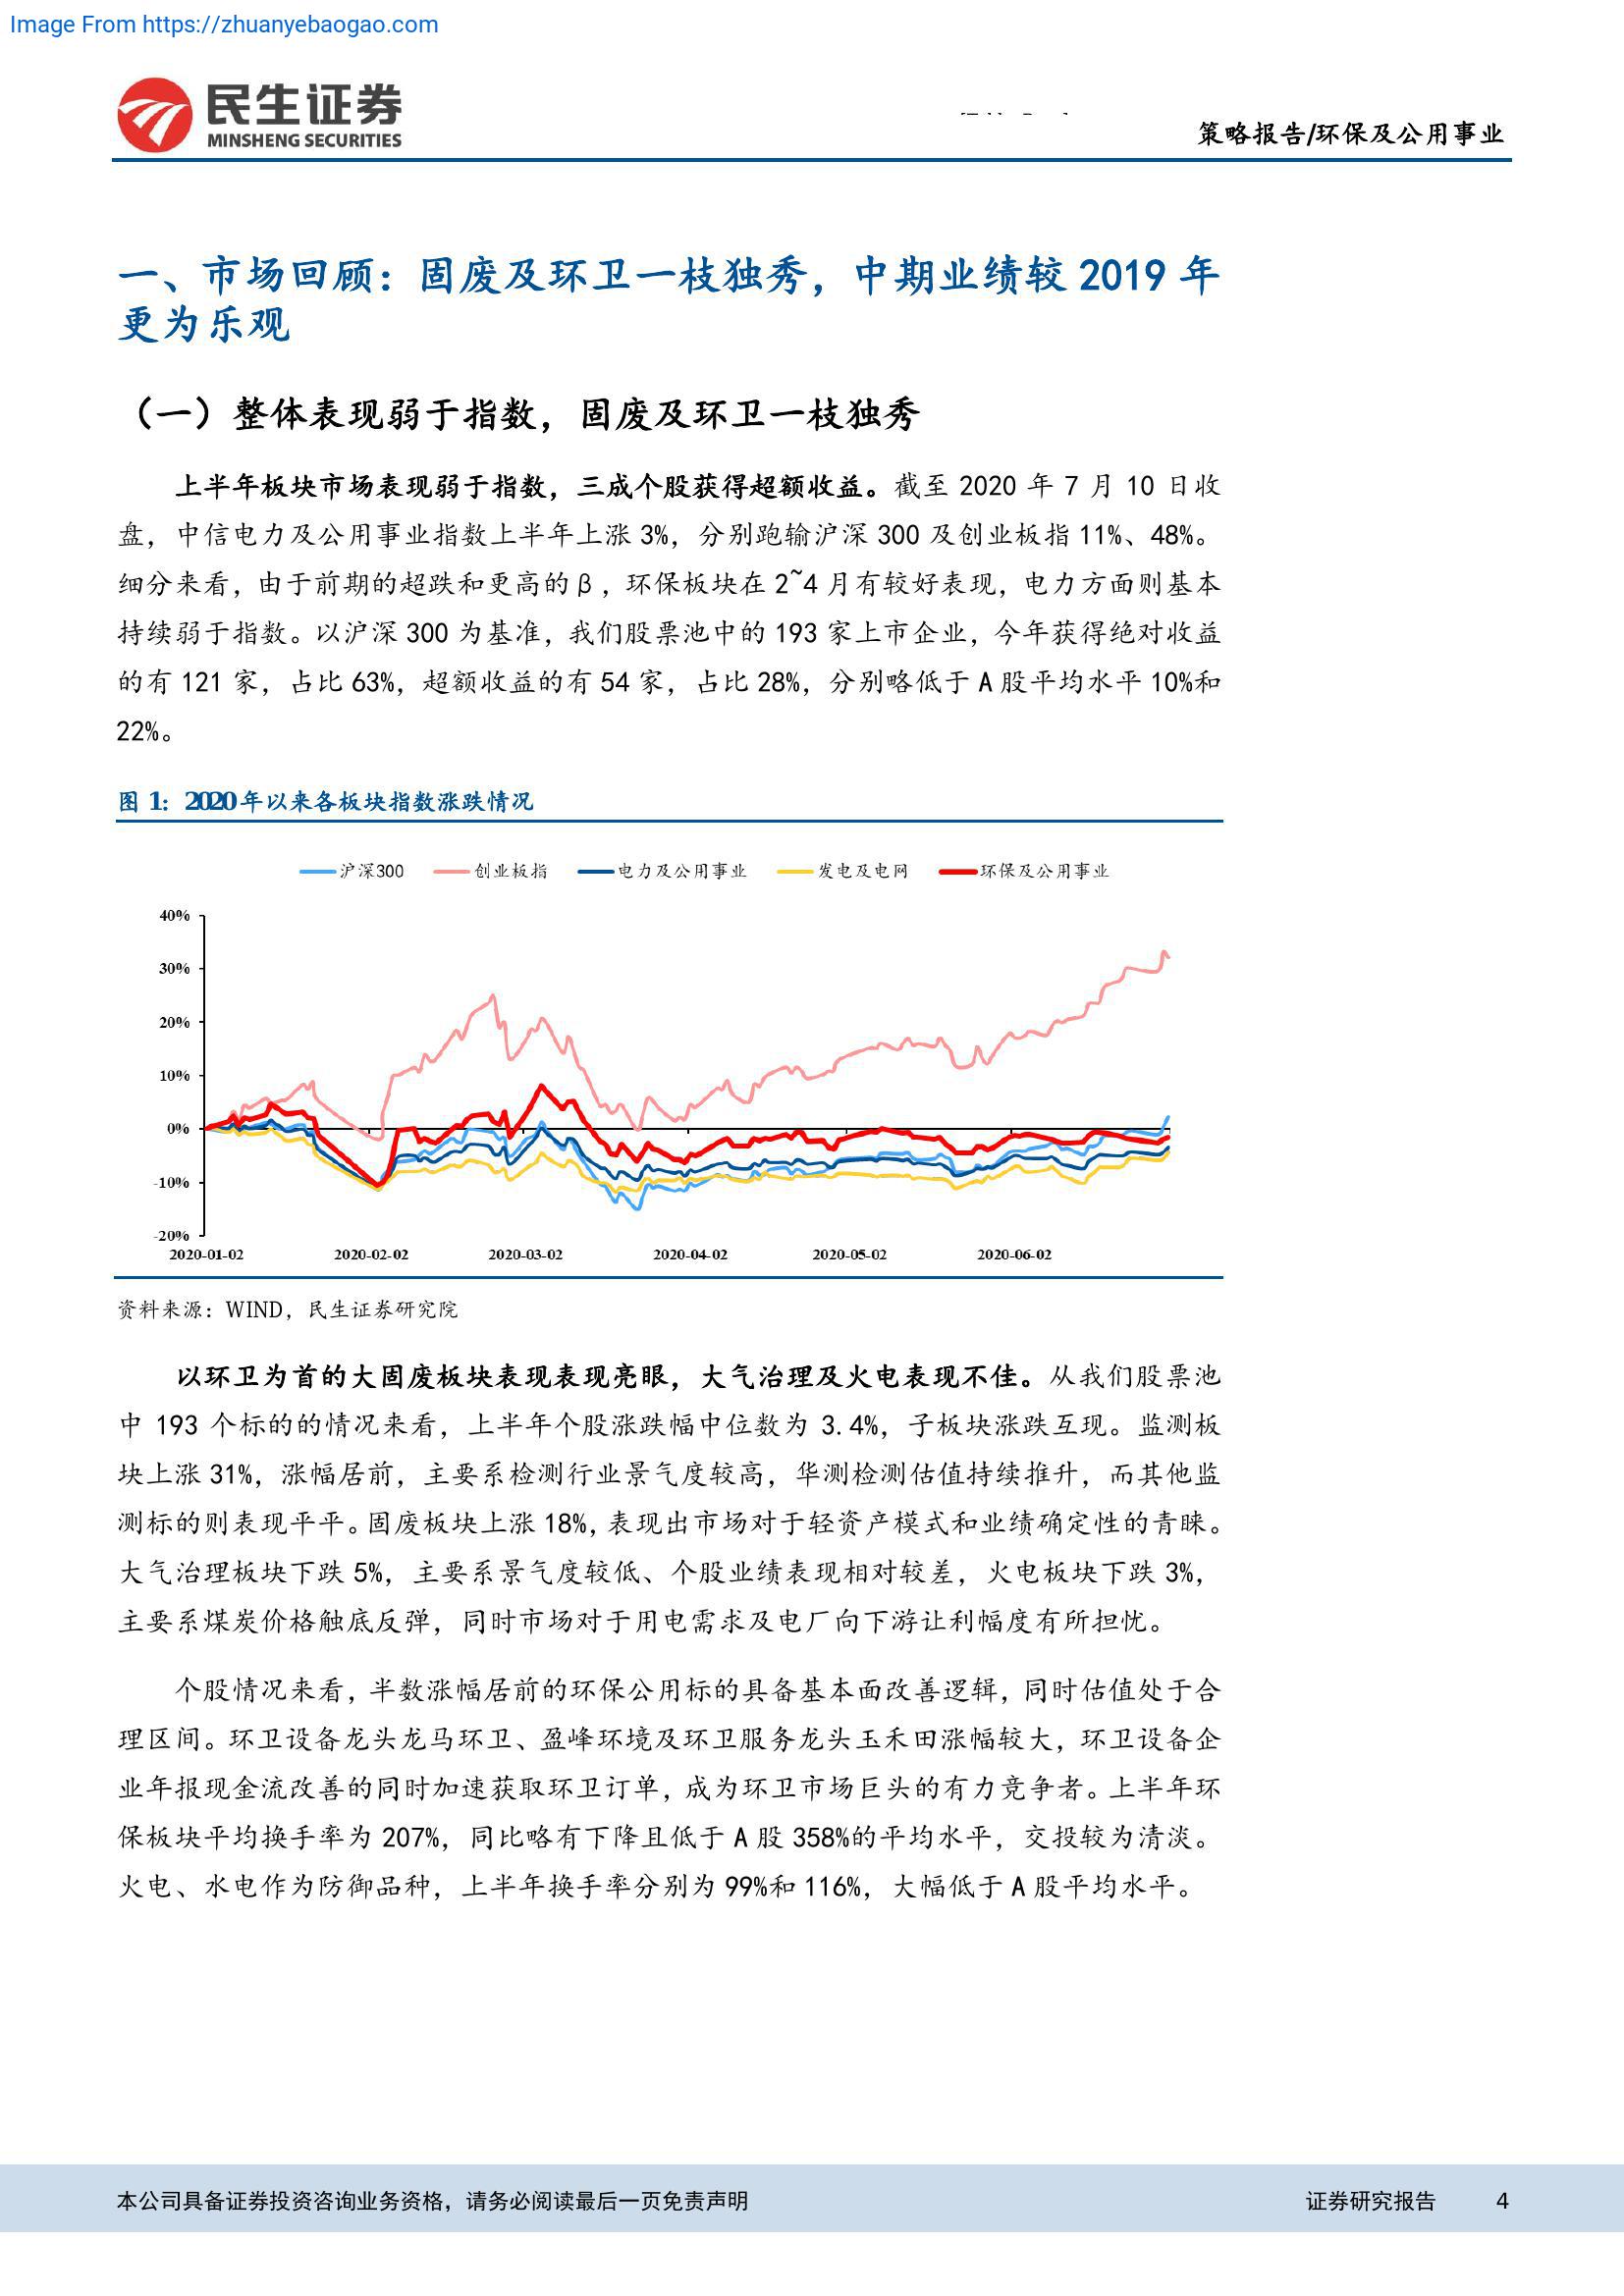 Image From https://zhuanyebaogao.com
民生证券
MINSHENG SECURITIES
策略报告/环保及公用事业
一、市场回顾：固废及环卫一枝独秀，中期业绩较 2019 年
更为乐观
（一）整体表现弱于指数，固废及环卫一枝独秀
上半年板块市场表现弱于指数，三成个股获得超额收益。截至 2020 年 7 月 10 日收
盘，中信电力及公用事业指数上半年上涨 3%，分别跑输沪深 300 及创业板指 11%、48%。
细分来看，由于前期的超跌和更高的β，环保板块在 2~4 月有较好表现，电力方面则基本
持续弱于指数。以沪深 300 为基准，我们股票池中的 193 家上市企业，今年获得绝对收益
的有 121 家，占比 63%，超额收益的有 54 家，占比 28%，分别略低于 A 股平均水平 10%和
22%。
图 1：2020 年以来各板块指数涨跌情况
沪深300 创业板指 电力及公用事业 发电及电网 环保及公用事业
40%
30%
20%
10%
0%
-10%
-20%
2020-01-02 2020-02-02 2020-03-02 2020-04-02 2020-05-02 2020-06-02
资料来源：WIND，民生证券研究院
以环卫为首的大固废板块表现表现亮眼，大气治理及火电表现不佳。从我们股票池
中 193 个标的的情况来看，上半年个股涨跌幅中位数为 3.4%，子板块涨跌互现。监测板
块上涨 31%，涨幅居前，主要系检测行业景气度较高，华测检测估值持续推升，而其他监
测标的则表现平平。固废板块上涨 18%，表现出市场对于轻资产模式和业绩确定性的青睐。
大气治理板块下跌 5%，主要系景气度较低、个股业绩表现相对较差，火电板块下跌 3%，
主要系煤炭价格触底反弹，同时市场对于用电需求及电厂向下游让利幅度有所担忧。
个股情况来看，半数涨幅居前的环保公用标的具备基本面改善逻辑，同时估值处于合
理区间。环卫设备龙头龙马环卫、盈峰环境及环卫服务龙头玉禾田涨幅较大，环卫设备企
业年报现金流改善的同时加速获取环卫订单，成为环卫市场巨头的有力竞争者。上半年环
保板块平均换手率为 207%，同比略有下降且低于 A 股 358%的平均水平，交投较为清淡。
火电、水电作为防御品种，上半年换手率分别为 99%和 116%，大幅低于 A 股平均水平。
本公司具备证券投资咨询业务资格，请务必阅读最后一页免责声明 证券研究报告 4